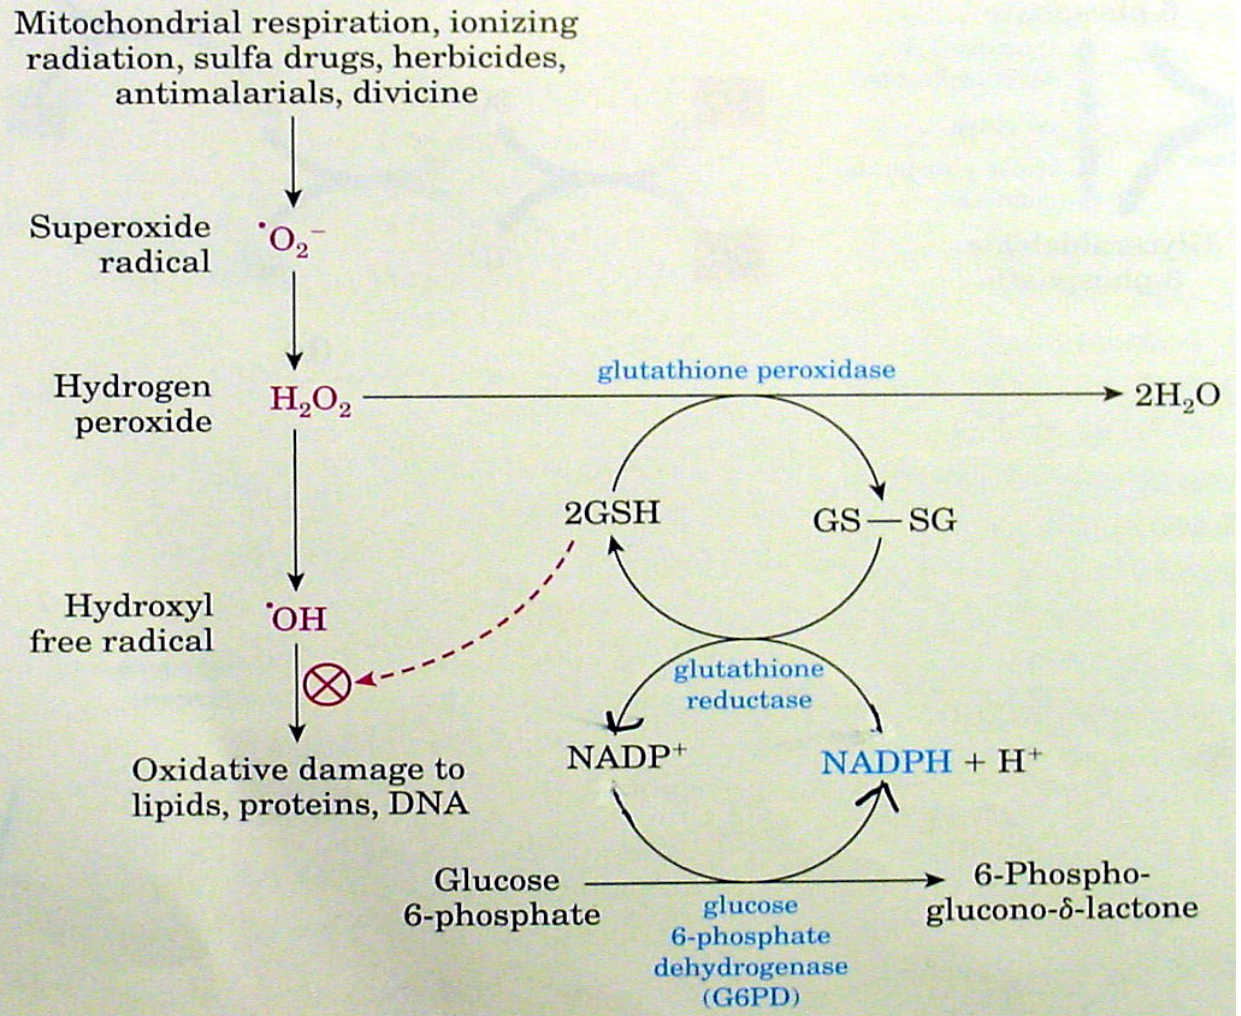 Mitochondrial respiration, ionizing
radiation, sulfa drugs, herbicides,
antimalarials, divicine
Superoxide
radical
•O₂⁻
Hydrogen
peroxide
H₂O₂
glutathione peroxidase
2H₂O
2GSH
GS—SG
Hydroxyl
free radical
•OH
glutathione
reductase
NADP⁺
NADPH + H⁺
Oxidative damage to
lipids, proteins, DNA
Glucose
6-phosphate
6-Phospho-
glucono-δ-lactone
glucose
6-phosphate
dehydrogenase
(G6PD)